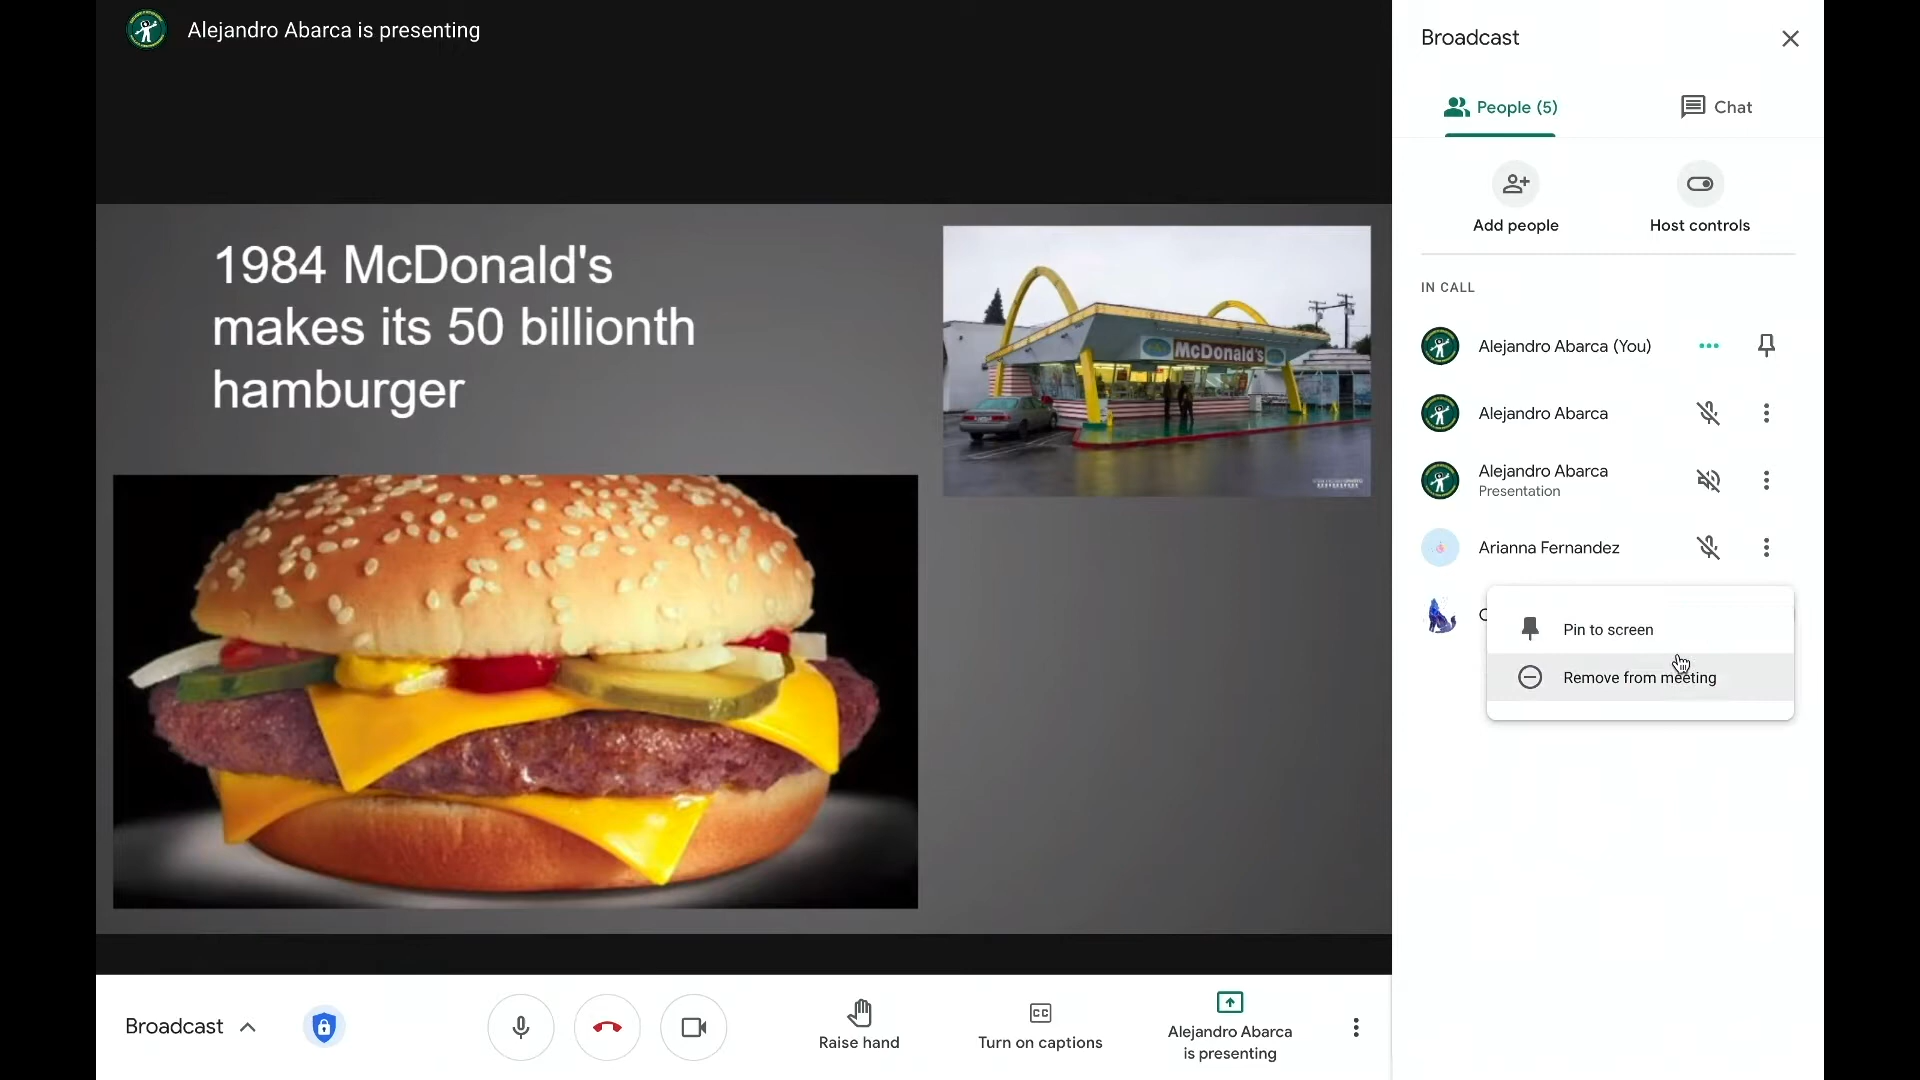 Alejandro Abarca is presenting
1984 McDonald's
makes its 50 billionth
hamburger
McDonald's
Broadcast
People (5)
Chat
Add people
Host controls
IN CALL
Alejandro Abarca (You)
Alejandro Abarca
Alejandro Abarca
Presentation
Arianna Fernandez
Pin to screen
Remove from meeting
Broadcast
Raise hand
CC
Turn on captions
Alejandro Abarca
is presenting